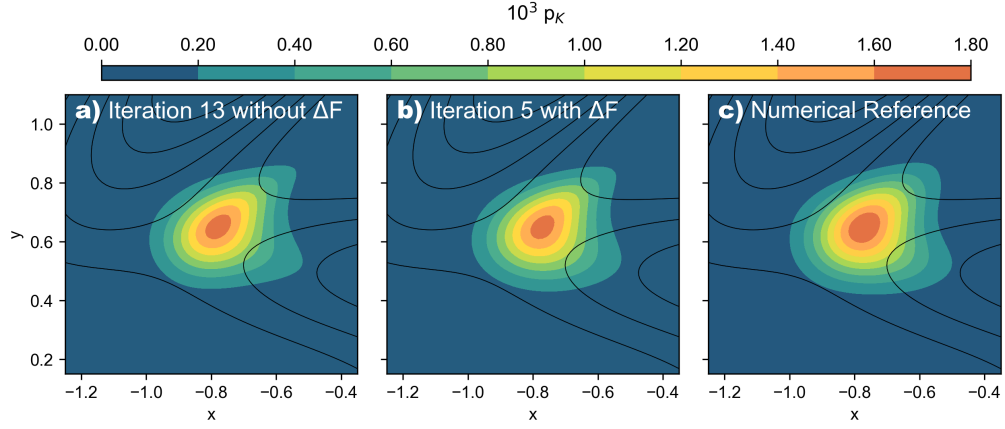 10³ p_K
0.00 0.20 0.40 0.60 0.80 1.00 1.20 1.40 1.60 1.80
a) Iteration 13 without ΔF
b) Iteration 5 with ΔF
c) Numerical Reference
1.0
0.8
0.6
0.4
0.2
y
−1.2 −1.0 −0.8 −0.6 −0.4
−1.2 −1.0 −0.8 −0.6 −0.4
−1.2 −1.0 −0.8 −0.6 −0.4
x
x
x